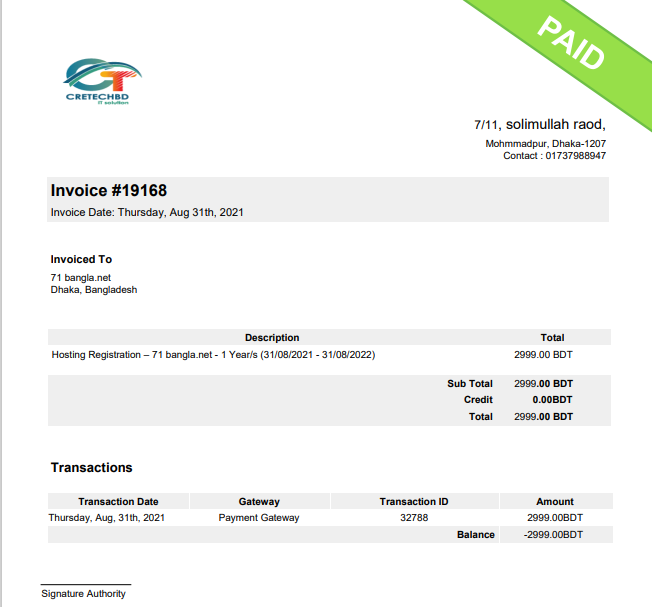 PAID
CT
CRETECHBD
IT solution
7/11, solimullah raod,
Mohmmadpur, Dhaka-1207
Contact : 01737988947
Invoice #19168
Invoice Date: Thursday, Aug 31th, 2021
Invoiced To
71 bangla.net
Dhaka, Bangladesh
Description Total
Hosting Registration – 71 bangla.net - 1 Year/s (31/08/2021 - 31/08/2022) 2999.00 BDT
Sub Total 2999.00 BDT
Credit 0.00BDT
Total 2999.00 BDT
Transactions
Transaction Date Gateway Transaction ID Amount
Thursday, Aug, 31th, 2021 Payment Gateway 32788 2999.00BDT
Balance -2999.00BDT
Signature Authority